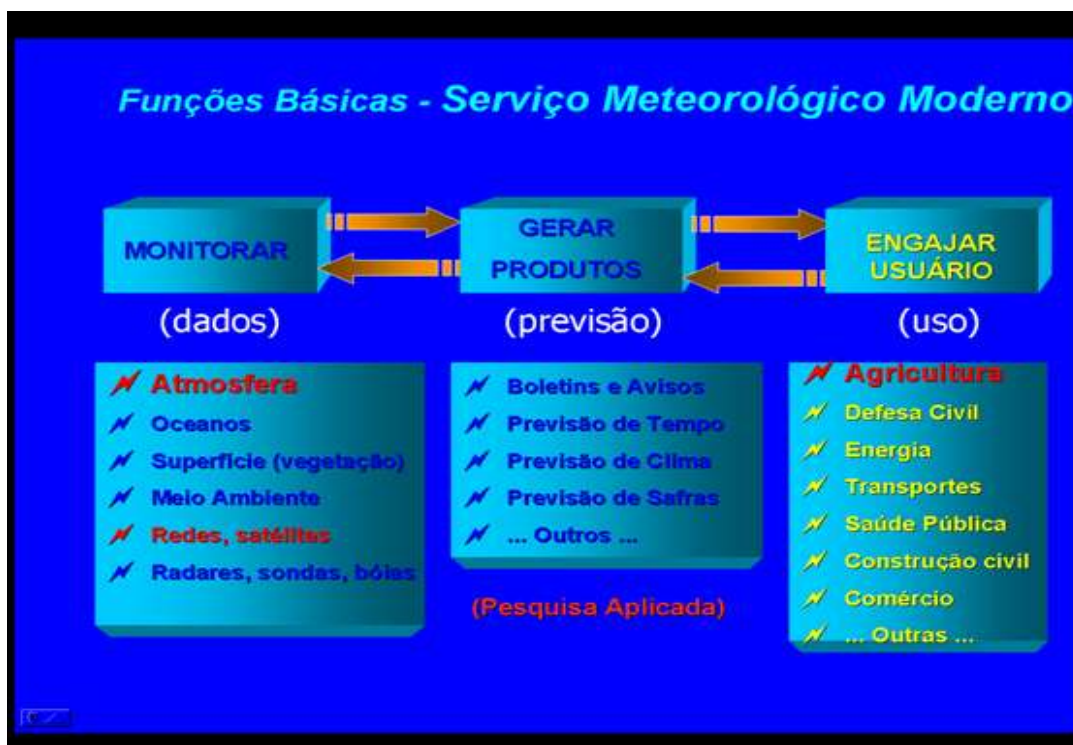 Funções Básicas - Serviço Meteorológico Moderno
MONITORAR
GERAR
PRODUTOS
ENGAJAR
USUÁRIO
(dados)
(previsão)
(uso)
Atmosfera
Oceanos
Superfície (vegetação)
Meio Ambiente
Redes, satélites
Radares, sondas, bóias
Boletins e Avisos
Previsão de Tempo
Previsão de Clima
Previsão de Safras
... Outros ...
(Pesquisa Aplicada)
Agricultura
Defesa Civil
Energia
Transportes
Saúde Pública
Construção civil
Comércio
... Outras ...